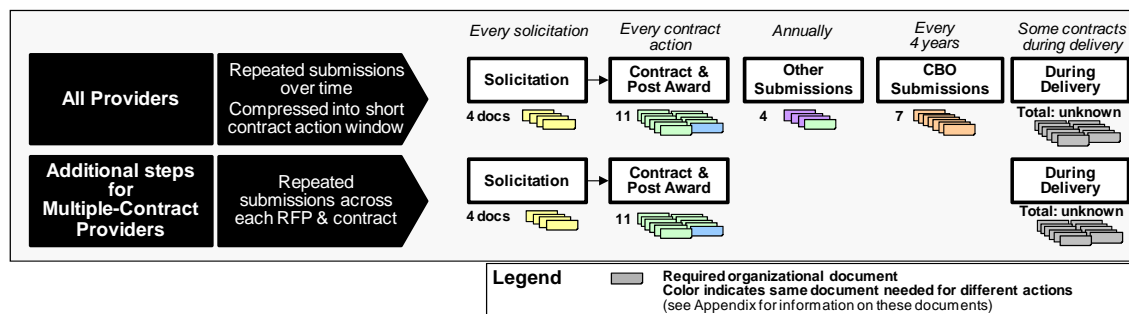 Every solicitation
Every contract
action
Annually
Every
4 years
Some contracts
during delivery
All Providers
Repeated submissions
over time
Compressed into short
contract action window
Solicitation
Contract &
Post Award
Other
Submissions
CBO
Submissions
During
Delivery
4 docs
11
4
7
Total: unknown
Additional steps
for
Multiple-Contract
Providers
Repeated
submissions across
each RFP & contract
Solicitation
Contract &
Post Award
During
Delivery
4 docs
11
Total: unknown
Legend
Required organizational document
Color indicates same document needed for different actions
(see Appendix for information on these documents)